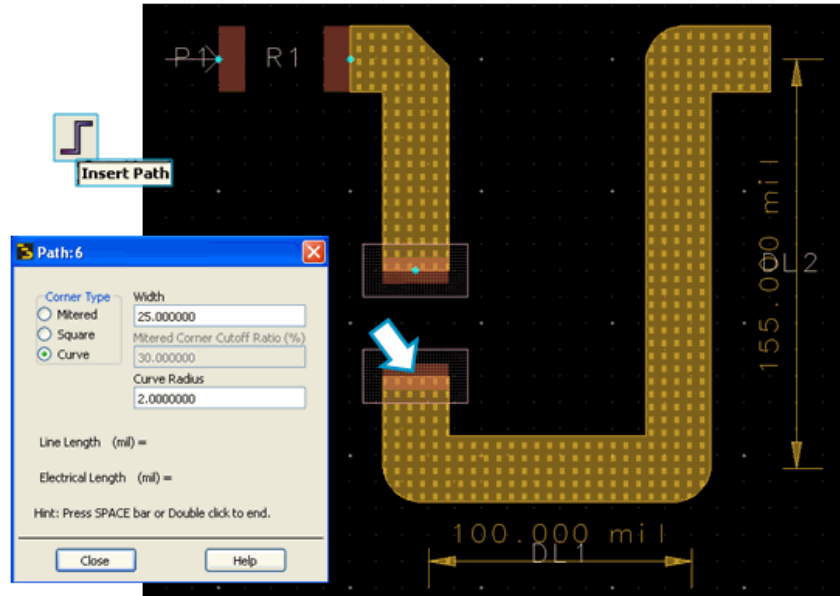 P1
R1
Insert Path
Path:6
Corner Type
Mitered
Square
Curve
Width
25.000000
Mitered Corner Cutoff Ratio (%)
30.000000
Curve Radius
2.0000000
Line Length (mil) =
Electrical Length (mil) =
Hint: Press SPACE bar or Double click to end.
Close
Help
155.000 mil
DL2
100.000 mil
DL1